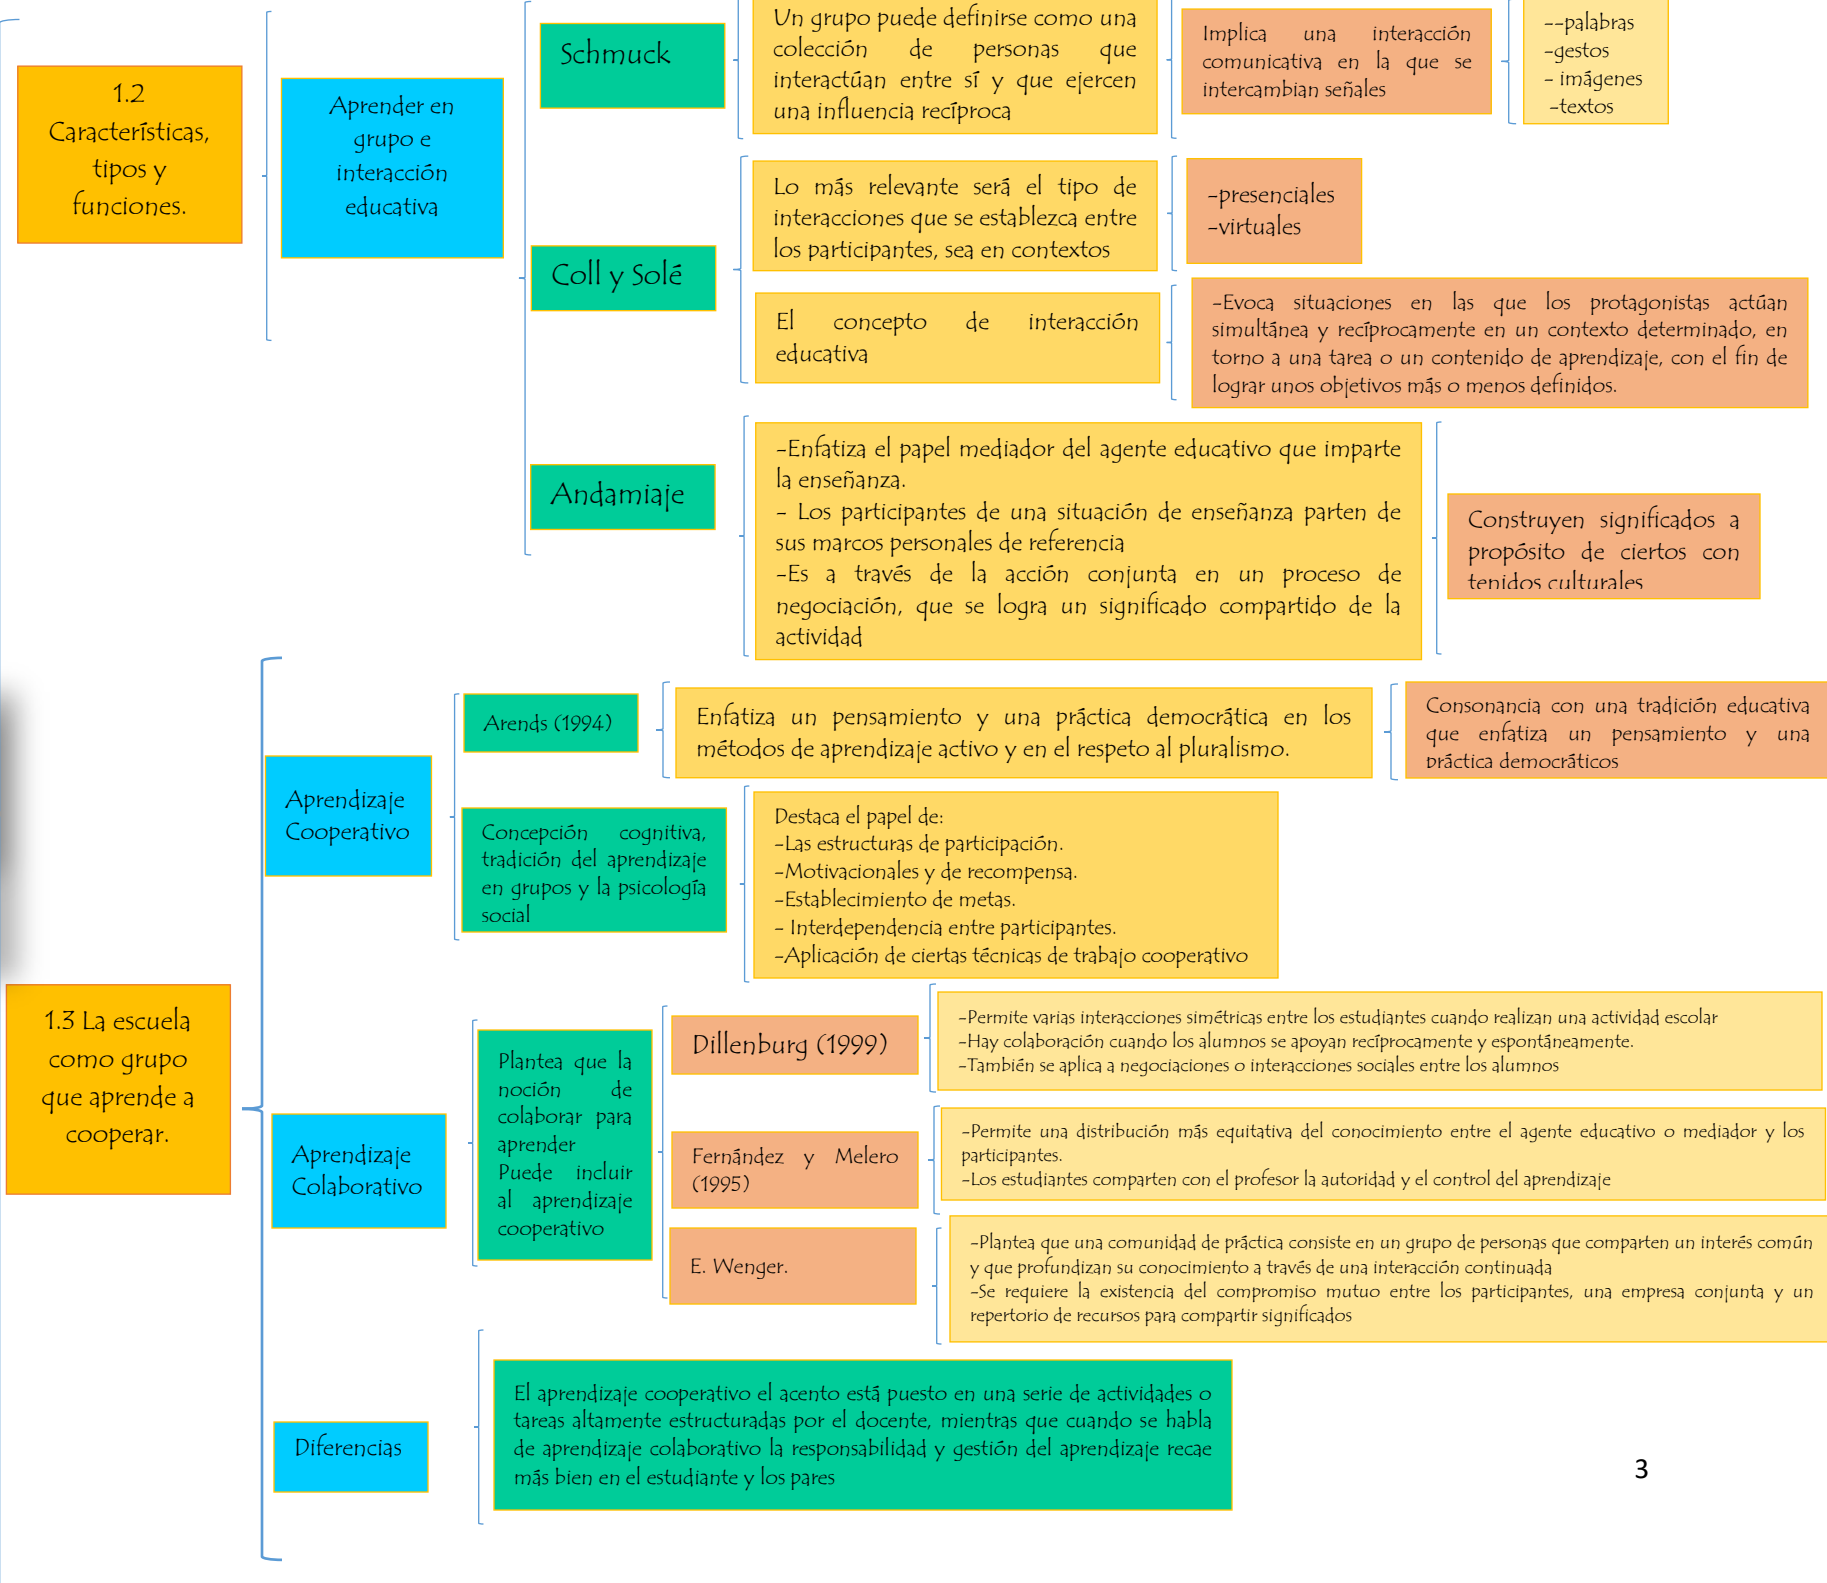 1.2
Características,
tipos y
funciones.
Aprender en
grupo e
interacción
educativa
Schmuck
Un grupo puede definirse como una
colección de personas que
interactúan entre sí y que ejercen
una influencia recíproca
Implica una interacción
comunicativa en la que se
intercambian señales
--palabras
-gestos
- imágenes
-textos
Coll y Solé
Lo más relevante será el tipo de
interacciones que se establezca entre
los participantes, sea en contextos
-presenciales
-virtuales
El concepto de interacción
educativa
-Evoca situaciones en las que los protagonistas actúan
simultánea y recíprocamente en un contexto determinado, en
torno a una tarea o un contenido de aprendizaje, con el fin de
lograr unos objetivos más o menos definidos.
Andamiaje
-Enfatiza el papel mediador del agente educativo que imparte
la enseñanza.
- Los participantes de una situación de enseñanza parten de
sus marcos personales de referencia
-Es a través de la acción conjunta en un proceso de
negociación, que se logra un significado compartido de la
actividad
Construyen significados a
propósito de ciertos con
tenidos culturales
1.3 La escuela
como grupo
que aprende a
cooperar.
Aprendizaje
Cooperativo
Arends (1994)
Enfatiza un pensamiento y una práctica democrática en los
métodos de aprendizaje activo y en el respeto al pluralismo.
Consonancia con una tradición educativa
que enfatiza un pensamiento y una
práctica democráticos
Concepción cognitiva,
tradición del aprendizaje
en grupos y la psicología
social
Destaca el papel de:
-Las estructuras de participación.
-Motivacionales y de recompensa.
-Establecimiento de metas.
- Interdependencia entre participantes.
-Aplicación de ciertas técnicas de trabajo cooperativo
Aprendizaje
Colaborativo
Plantea que la
noción de
colaborar para
aprender
Puede incluir
al aprendizaje
cooperativo
Dillenburg (1999)
-Permite varias interacciones simétricas entre los estudiantes cuando realizan una actividad escolar
-Hay colaboración cuando los alumnos se apoyan recíprocamente y espontáneamente.
-También se aplica a negociaciones o interacciones sociales entre los alumnos
Fernández y Melero
(1995)
-Permite una distribución más equitativa del conocimiento entre el agente educativo o mediador y los
participantes.
-Los estudiantes comparten con el profesor la autoridad y el control del aprendizaje
E. Wenger.
-Plantea que una comunidad de práctica consiste en un grupo de personas que comparten un interés común
y que profundizan su conocimiento a través de una interacción continuada
-Se requiere la existencia del compromiso mutuo entre los participantes, una empresa conjunta y un
repertorio de recursos para compartir significados
Diferencias
El aprendizaje cooperativo el acento está puesto en una serie de actividades o
tareas altamente estructuradas por el docente, mientras que cuando se habla
de aprendizaje colaborativo la responsabilidad y gestión del aprendizaje recae
más bien en el estudiante y los pares
3